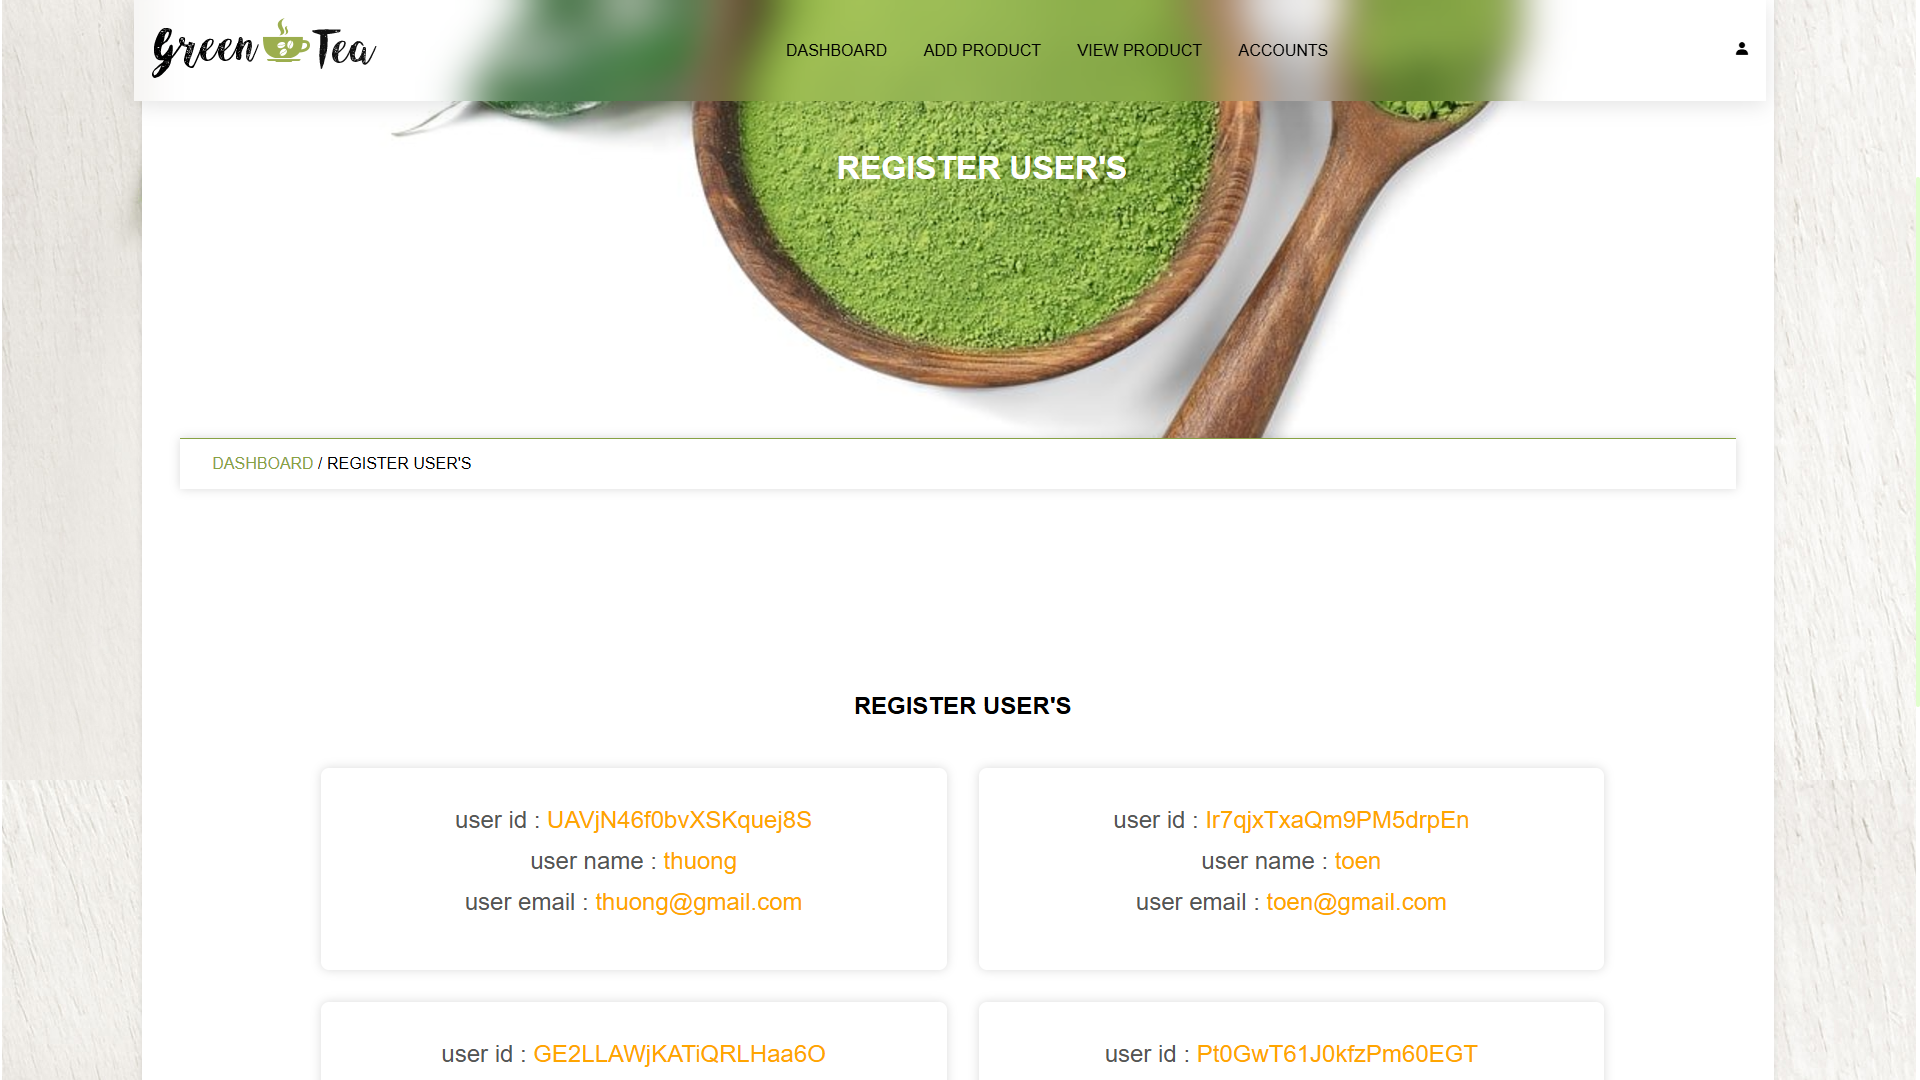 Green Tea
DASHBOARD
ADD PRODUCT
VIEW PRODUCT
ACCOUNTS
REGISTER USER'S
DASHBOARD / REGISTER USER'S
REGISTER USER'S
user id : UAVjN46f0bvXSKquej8S
user name : thuong
user email : thuong@gmail.com
user id : Ir7qjxTxaQm9PM5drpEn
user name : toen
user email : toen@gmail.com
user id : GE2LLAWjKATiQRLHaa6O
user id : Pt0GwT61J0kfzPm60EGT